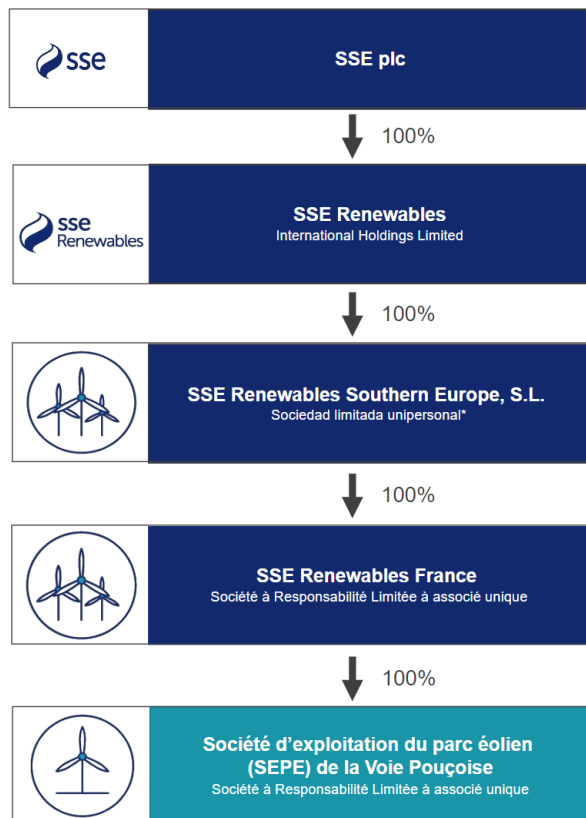 sse
SSE plc
100%
sse
Renewables
SSE Renewables
International Holdings Limited
100%
SSE Renewables Southern Europe, S.L.
Sociedad limitada unipersonal*
100%
SSE Renewables France
Société à Responsabilité Limitée à associé unique
100%
Société d'exploitation du parc éolien
(SEPE) de la Voie Pouçoise
Société à Responsabilité Limitée à associé unique